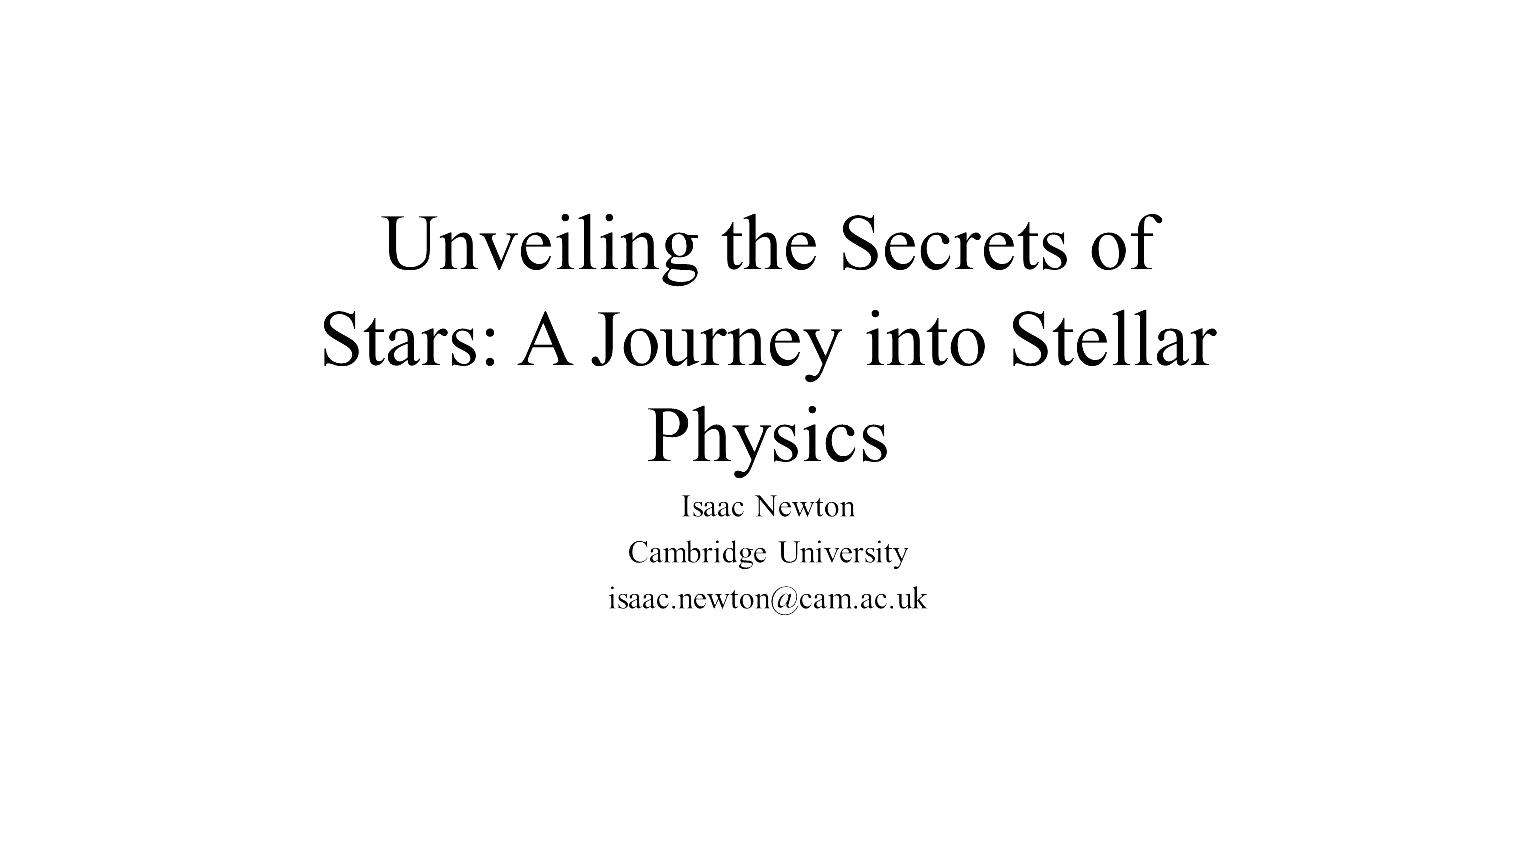 Unveiling the Secrets of
Stars: A Journey into Stellar
Physics
Isaac Newton
Cambridge University
isaac.newton@cam.ac.uk